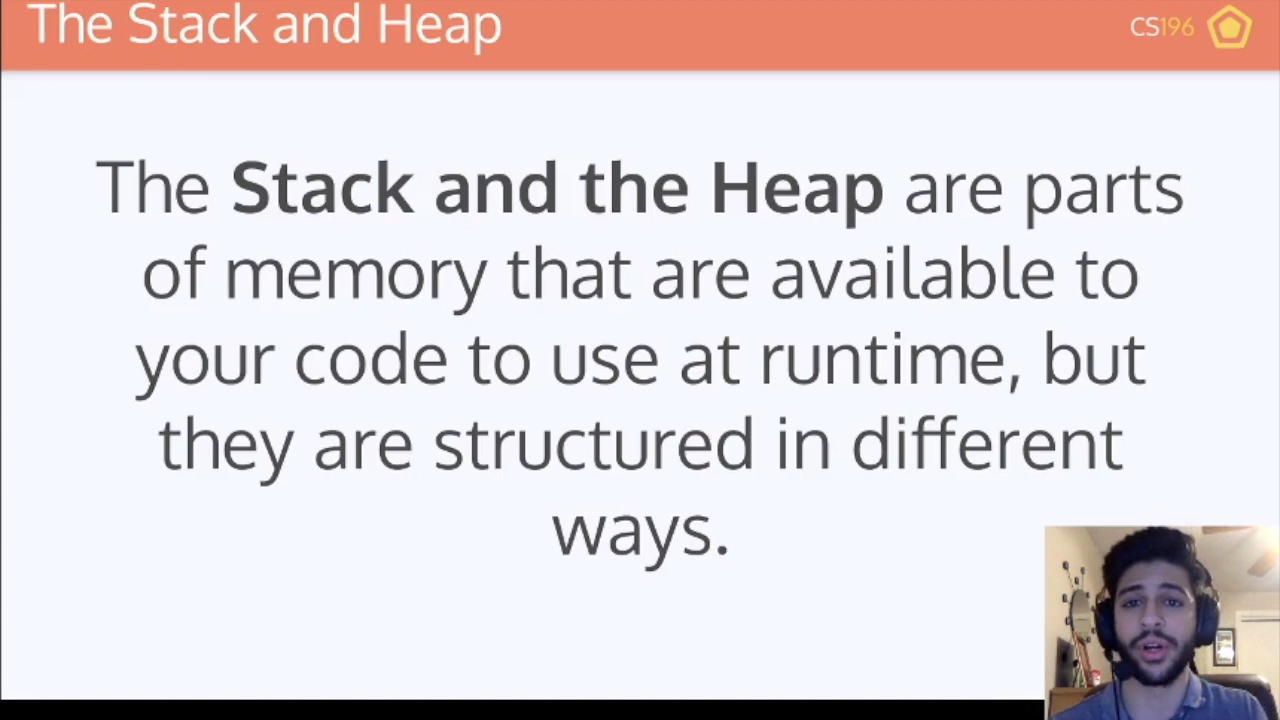 The Stack and Heap
CS196
The Stack and the Heap are parts
of memory that are available to
your code to use at runtime, but
they are structured in different
ways.